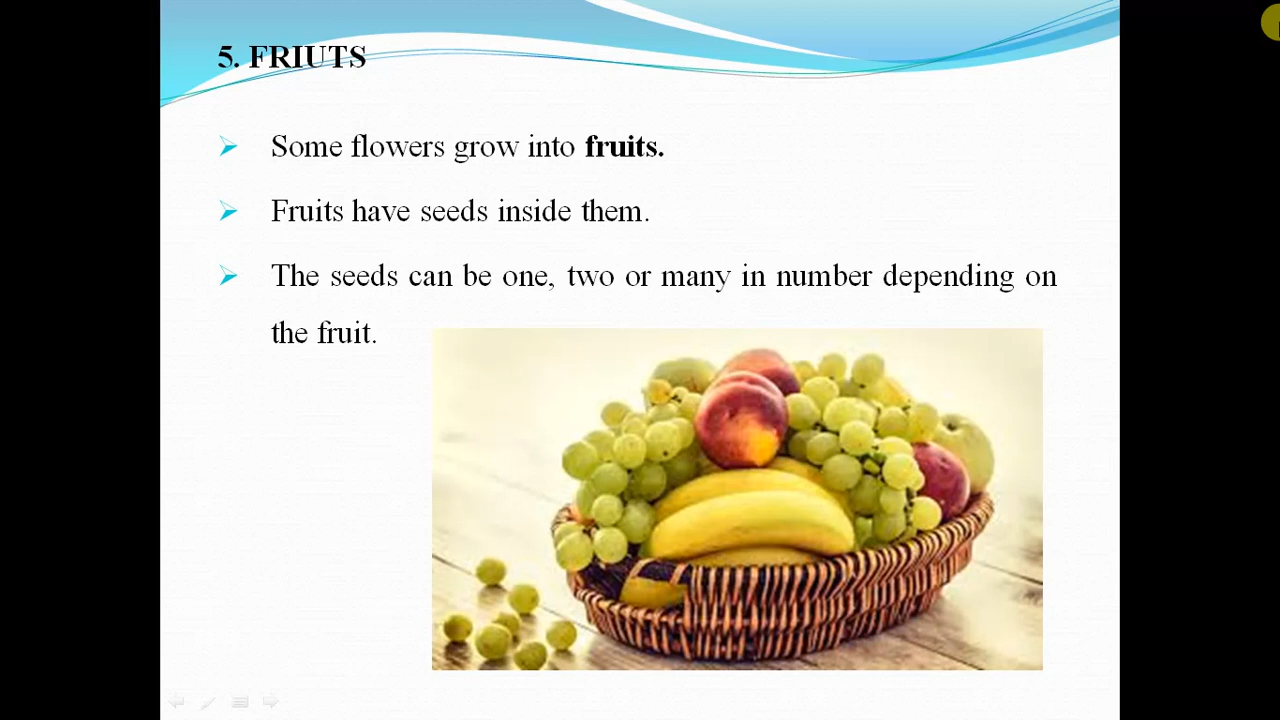 5. FRIUTS
Some flowers grow into fruits.
Fruits have seeds inside them.
The seeds can be one, two or many in number depending on
the fruit.